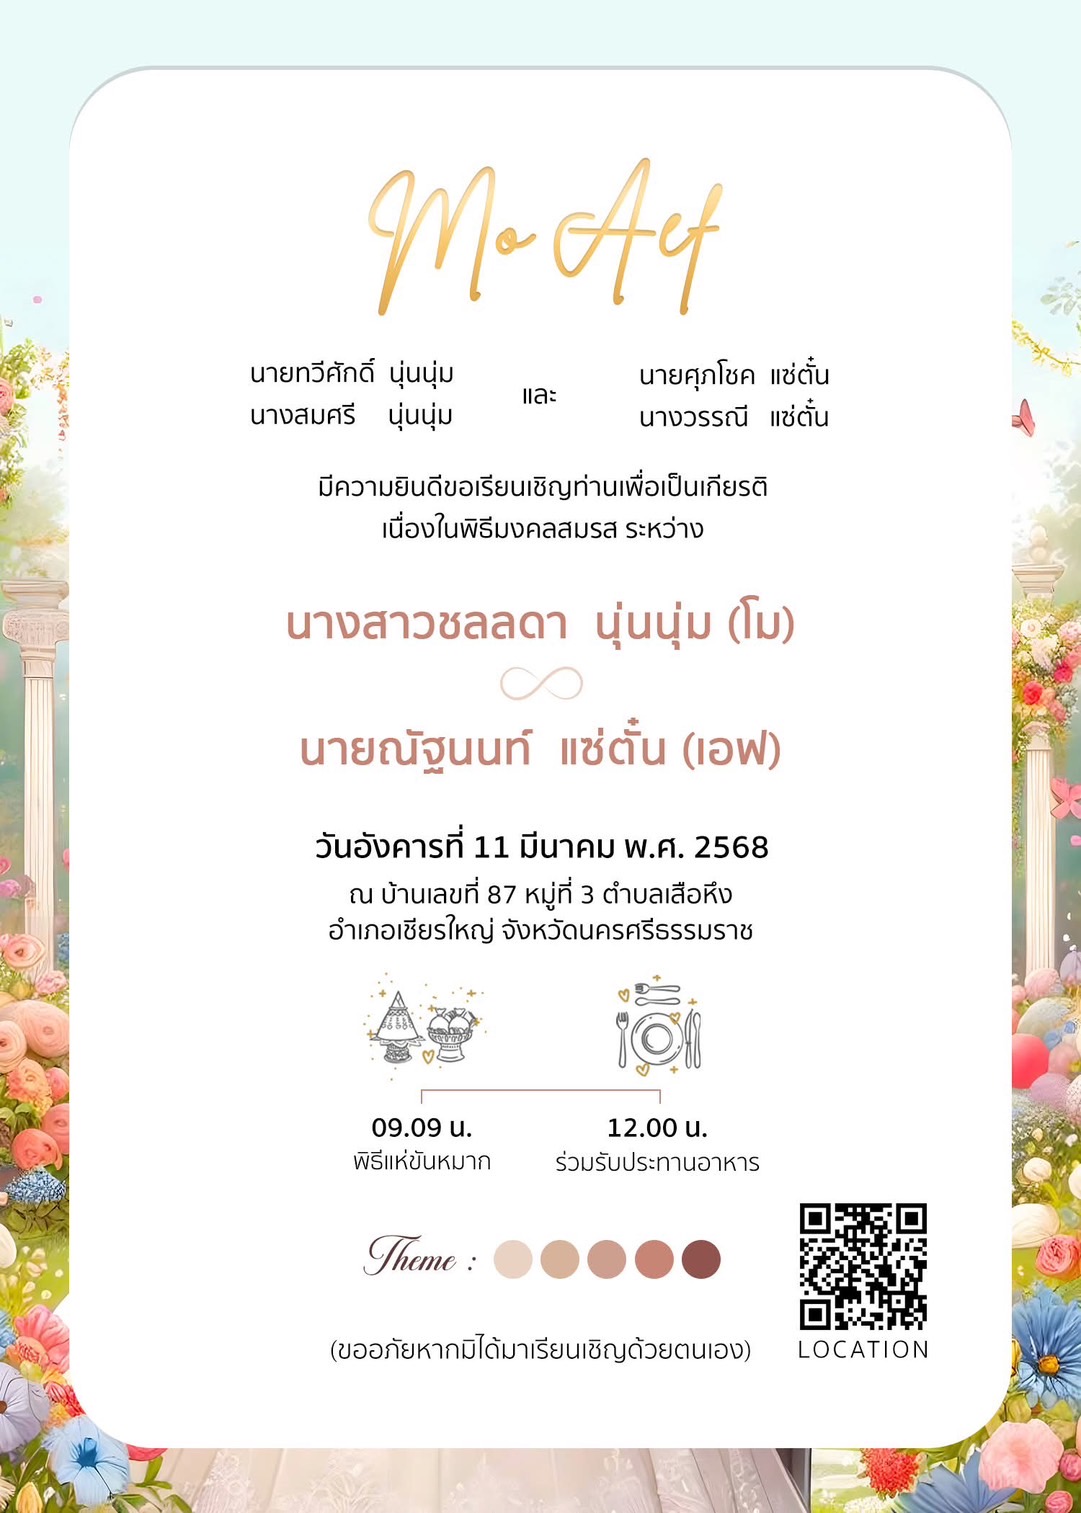 Mo Aef
นายทวีศักดิ์ นุ่นนุ่ม
นางสมศรี นุ่นนุ่ม
และ
นายศุภโชค แซ่ตั๋น
นางวรรณี แซ่ตั๋น
มีความยินดีขอเรียนเชิญท่านเพื่อเป็นเกียรติ
เนื่องในพิธีมงคลสมรส ระหว่าง
นางสาวชลลดา นุ่นนุ่ม (โม)
นายณัฐนนท์ แซ่ตั๋น (เอฟ)
วันอังคารที่ 11 มีนาคม พ.ศ. 2568
ณ บ้านเลขที่ 87 หมู่ที่ 3 ตำบลเสือหึง
อำเภอเชียรใหญ่ จังหวัดนครศรีธรรมราช
09.09 น.
พิธีแห่ขันหมาก
12.00 น.
ร่วมรับประทานอาหาร
Theme :
LOCATION
(ขออภัยหากมิได้มาเรียนเชิญด้วยตนเอง)